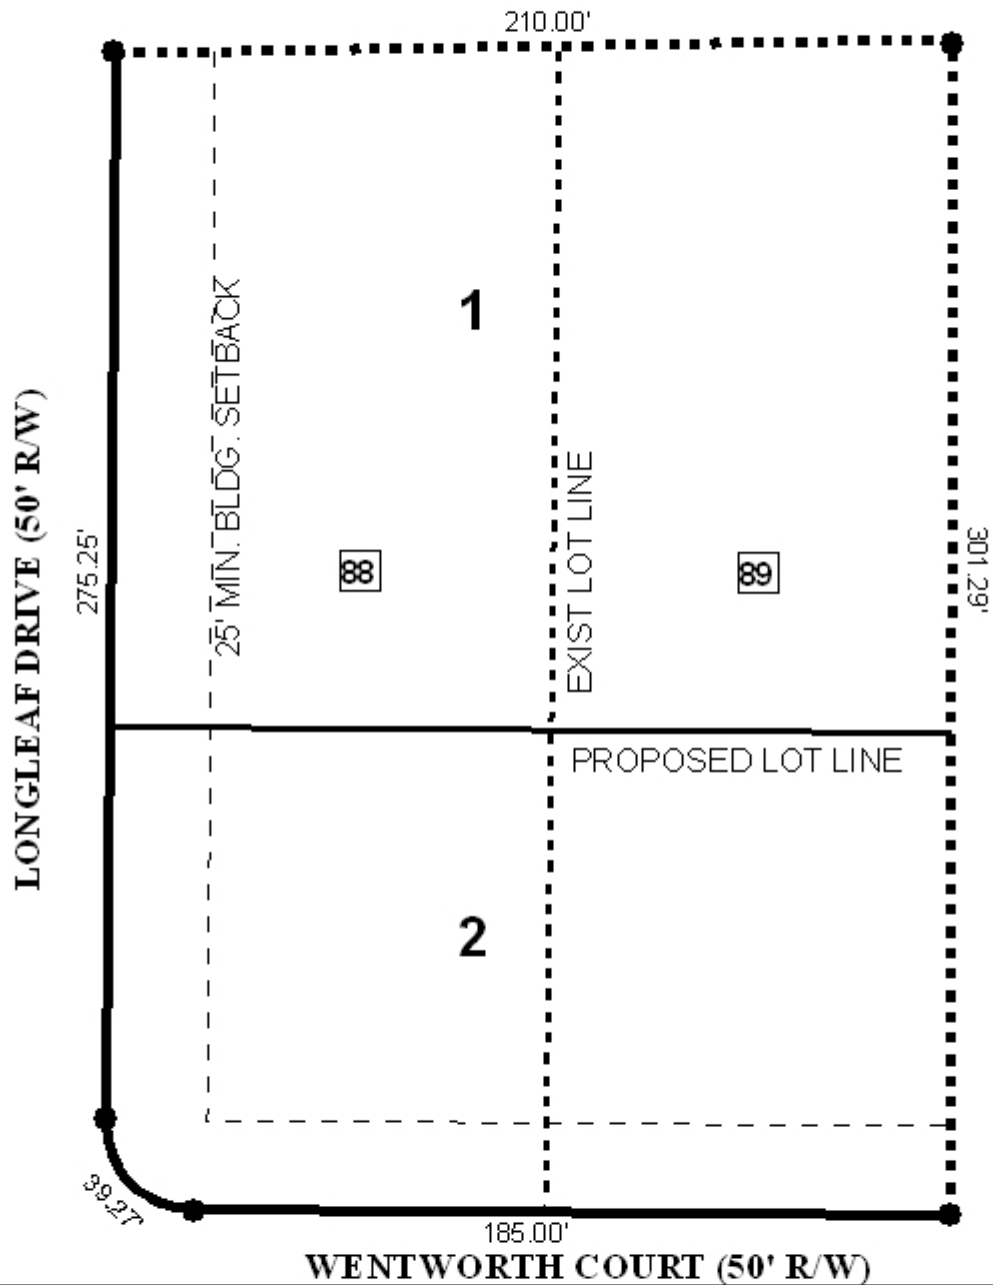 210.00'
1
25' MIN. BLDG. SETBACK
LONGLEAF DRIVE (50' R/W)
275.25'
88
EXIST LOT LINE
89
301.29'
PROPOSED LOT LINE
2
39.27'
185.00'
WENTWORTH COURT (50' R/W)